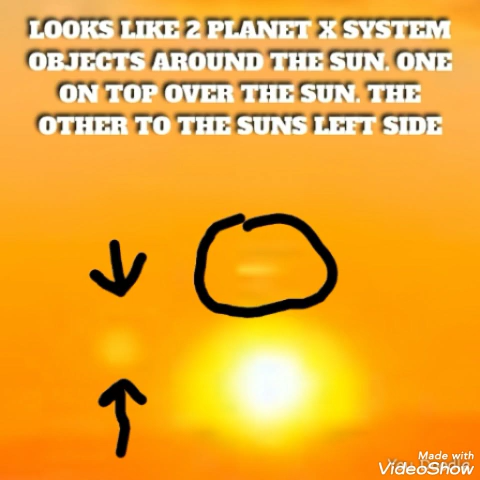 LOOKS LIKE 2 PLANET X SYSTEM
OBJECTS AROUND THE SUN. ONE
ON TOP OVER THE SUN. THE
OTHER TO THE SUNS LEFT SIDE
Made with
VideoShow